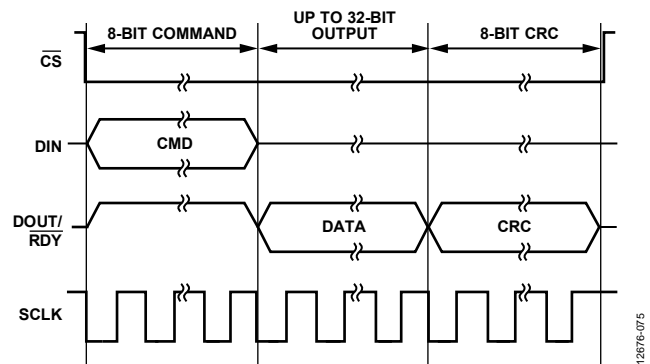 8-BIT COMMAND
UP TO 32-BIT
OUTPUT
8-BIT CRC
CS
DIN
CMD
DOUT/
RDY
DATA
CRC
SCLK
12676-075